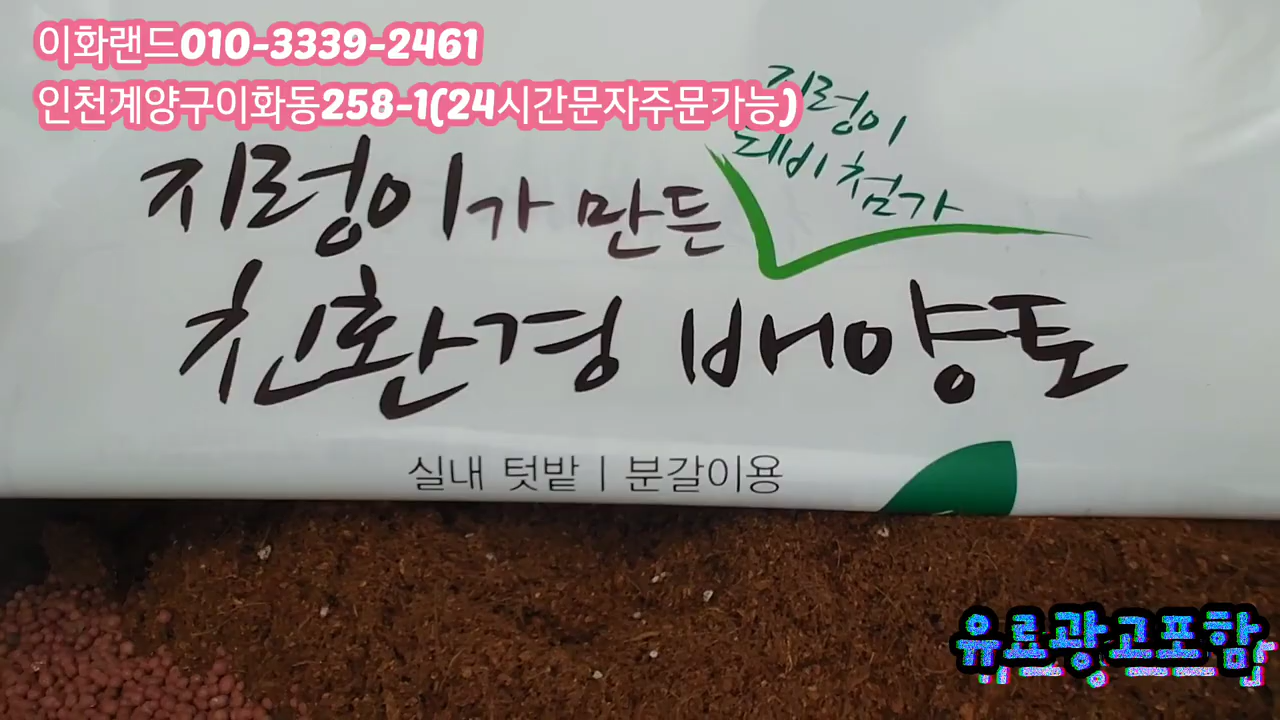 이화랜드010-3339-2461
인천계양구이화동258-1(24시간문자주문가능)
지렁이
퇴비 첨가
지렁이가 만든
친환경 배양토
실내 텃밭 | 분갈이용
유료광고포함